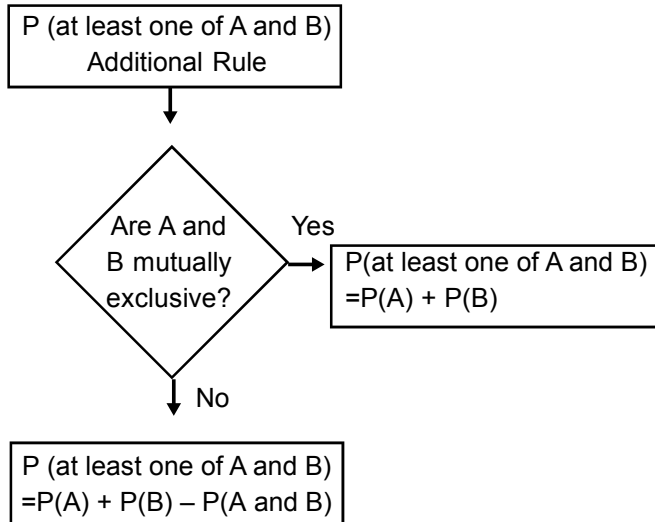 P (at least one of A and B)
Additional Rule
Are A and
B mutually
exclusive?
Yes
P(at least one of A and B)
=P(A) + P(B)
No
P (at least one of A and B)
=P(A) + P(B) – P(A and B)